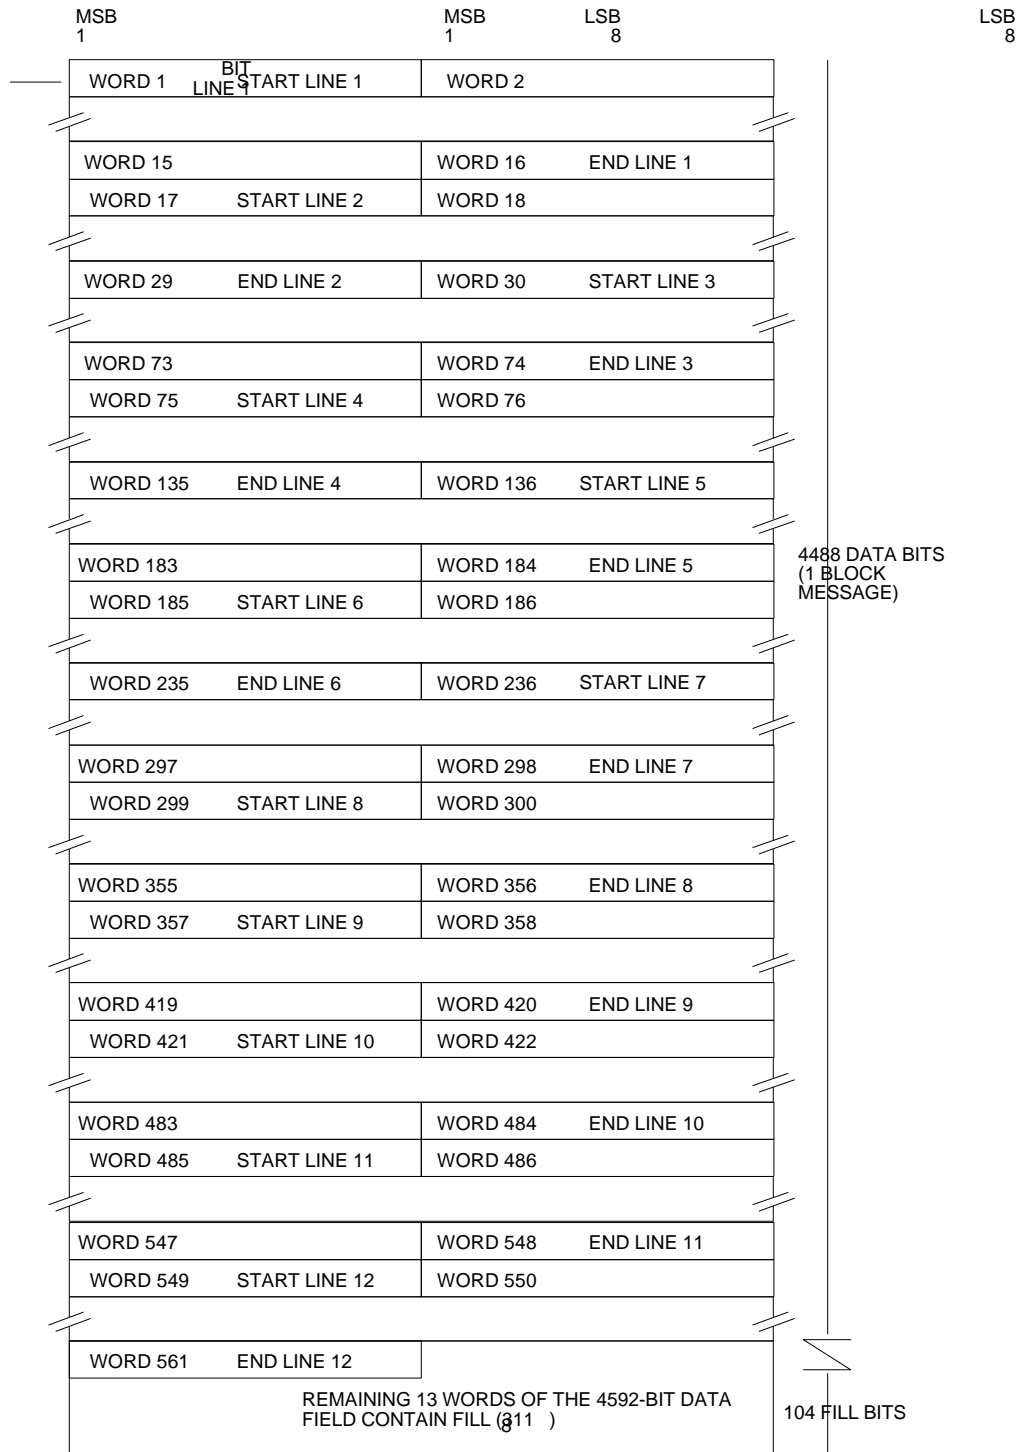 MSB MSB LSB LSB
1 1 8 8
BIT
LINE 1
WORD 1 START LINE 1 WORD 2
WORD 15 WORD 16 END LINE 1
WORD 17 START LINE 2 WORD 18
WORD 29 END LINE 2 WORD 30 START LINE 3
WORD 73 WORD 74 END LINE 3
WORD 75 START LINE 4 WORD 76
WORD 135 END LINE 4 WORD 136 START LINE 5
WORD 183 WORD 184 END LINE 5
4488 DATA BITS
(1 BLOCK
MESSAGE)
WORD 185 START LINE 6 WORD 186
WORD 235 END LINE 6 WORD 236 START LINE 7
WORD 297 WORD 298 END LINE 7
WORD 299 START LINE 8 WORD 300
WORD 355 WORD 356 END LINE 8
WORD 357 START LINE 9 WORD 358
WORD 419 WORD 420 END LINE 9
WORD 421 START LINE 10 WORD 422
WORD 483 WORD 484 END LINE 10
WORD 485 START LINE 11 WORD 486
WORD 547 WORD 548 END LINE 11
WORD 549 START LINE 12 WORD 550
WORD 561 END LINE 12
REMAINING 13 WORDS OF THE 4592-BIT DATA
FIELD CONTAIN FILL (311 )
8
104 FILL BITS